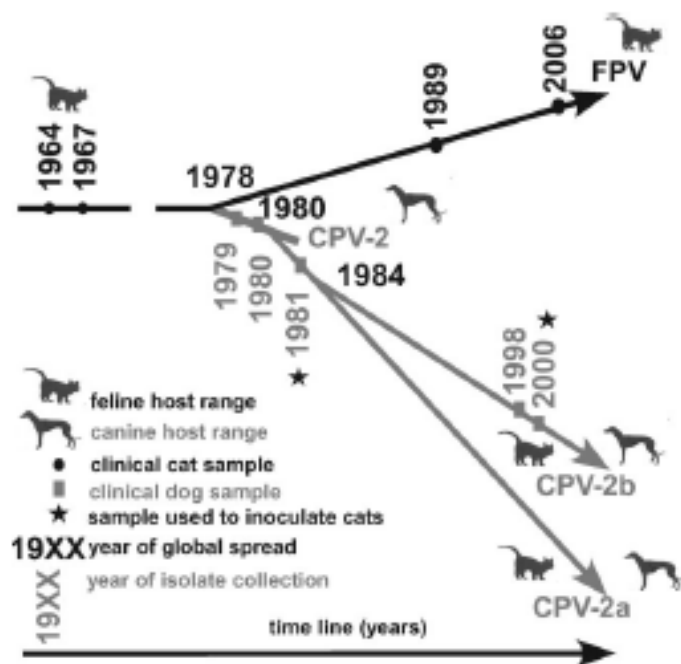 2006
FPV
1989
1964
1967
1978
1980
CPV-2
1979
1980
1981
1984
1998
2000
feline host range
canine host range
clinical cat sample
clinical dog sample
sample used to inoculate cats
19XX year of global spread
19XX year of isolate collection
CPV-2b
CPV-2a
time line (years)